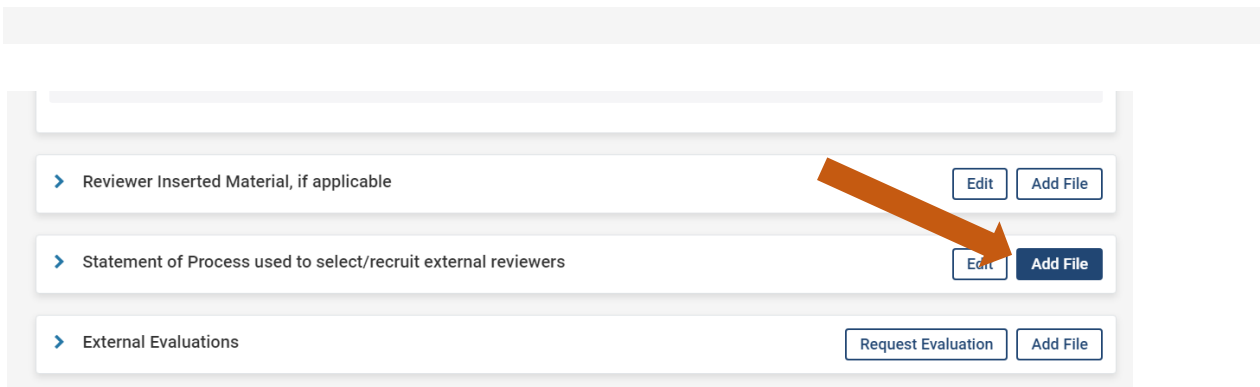 Reviewer Inserted Material, if applicable Edit Add File
Statement of Process used to select/recruit external reviewers Edit Add File
External Evaluations Request Evaluation Add File